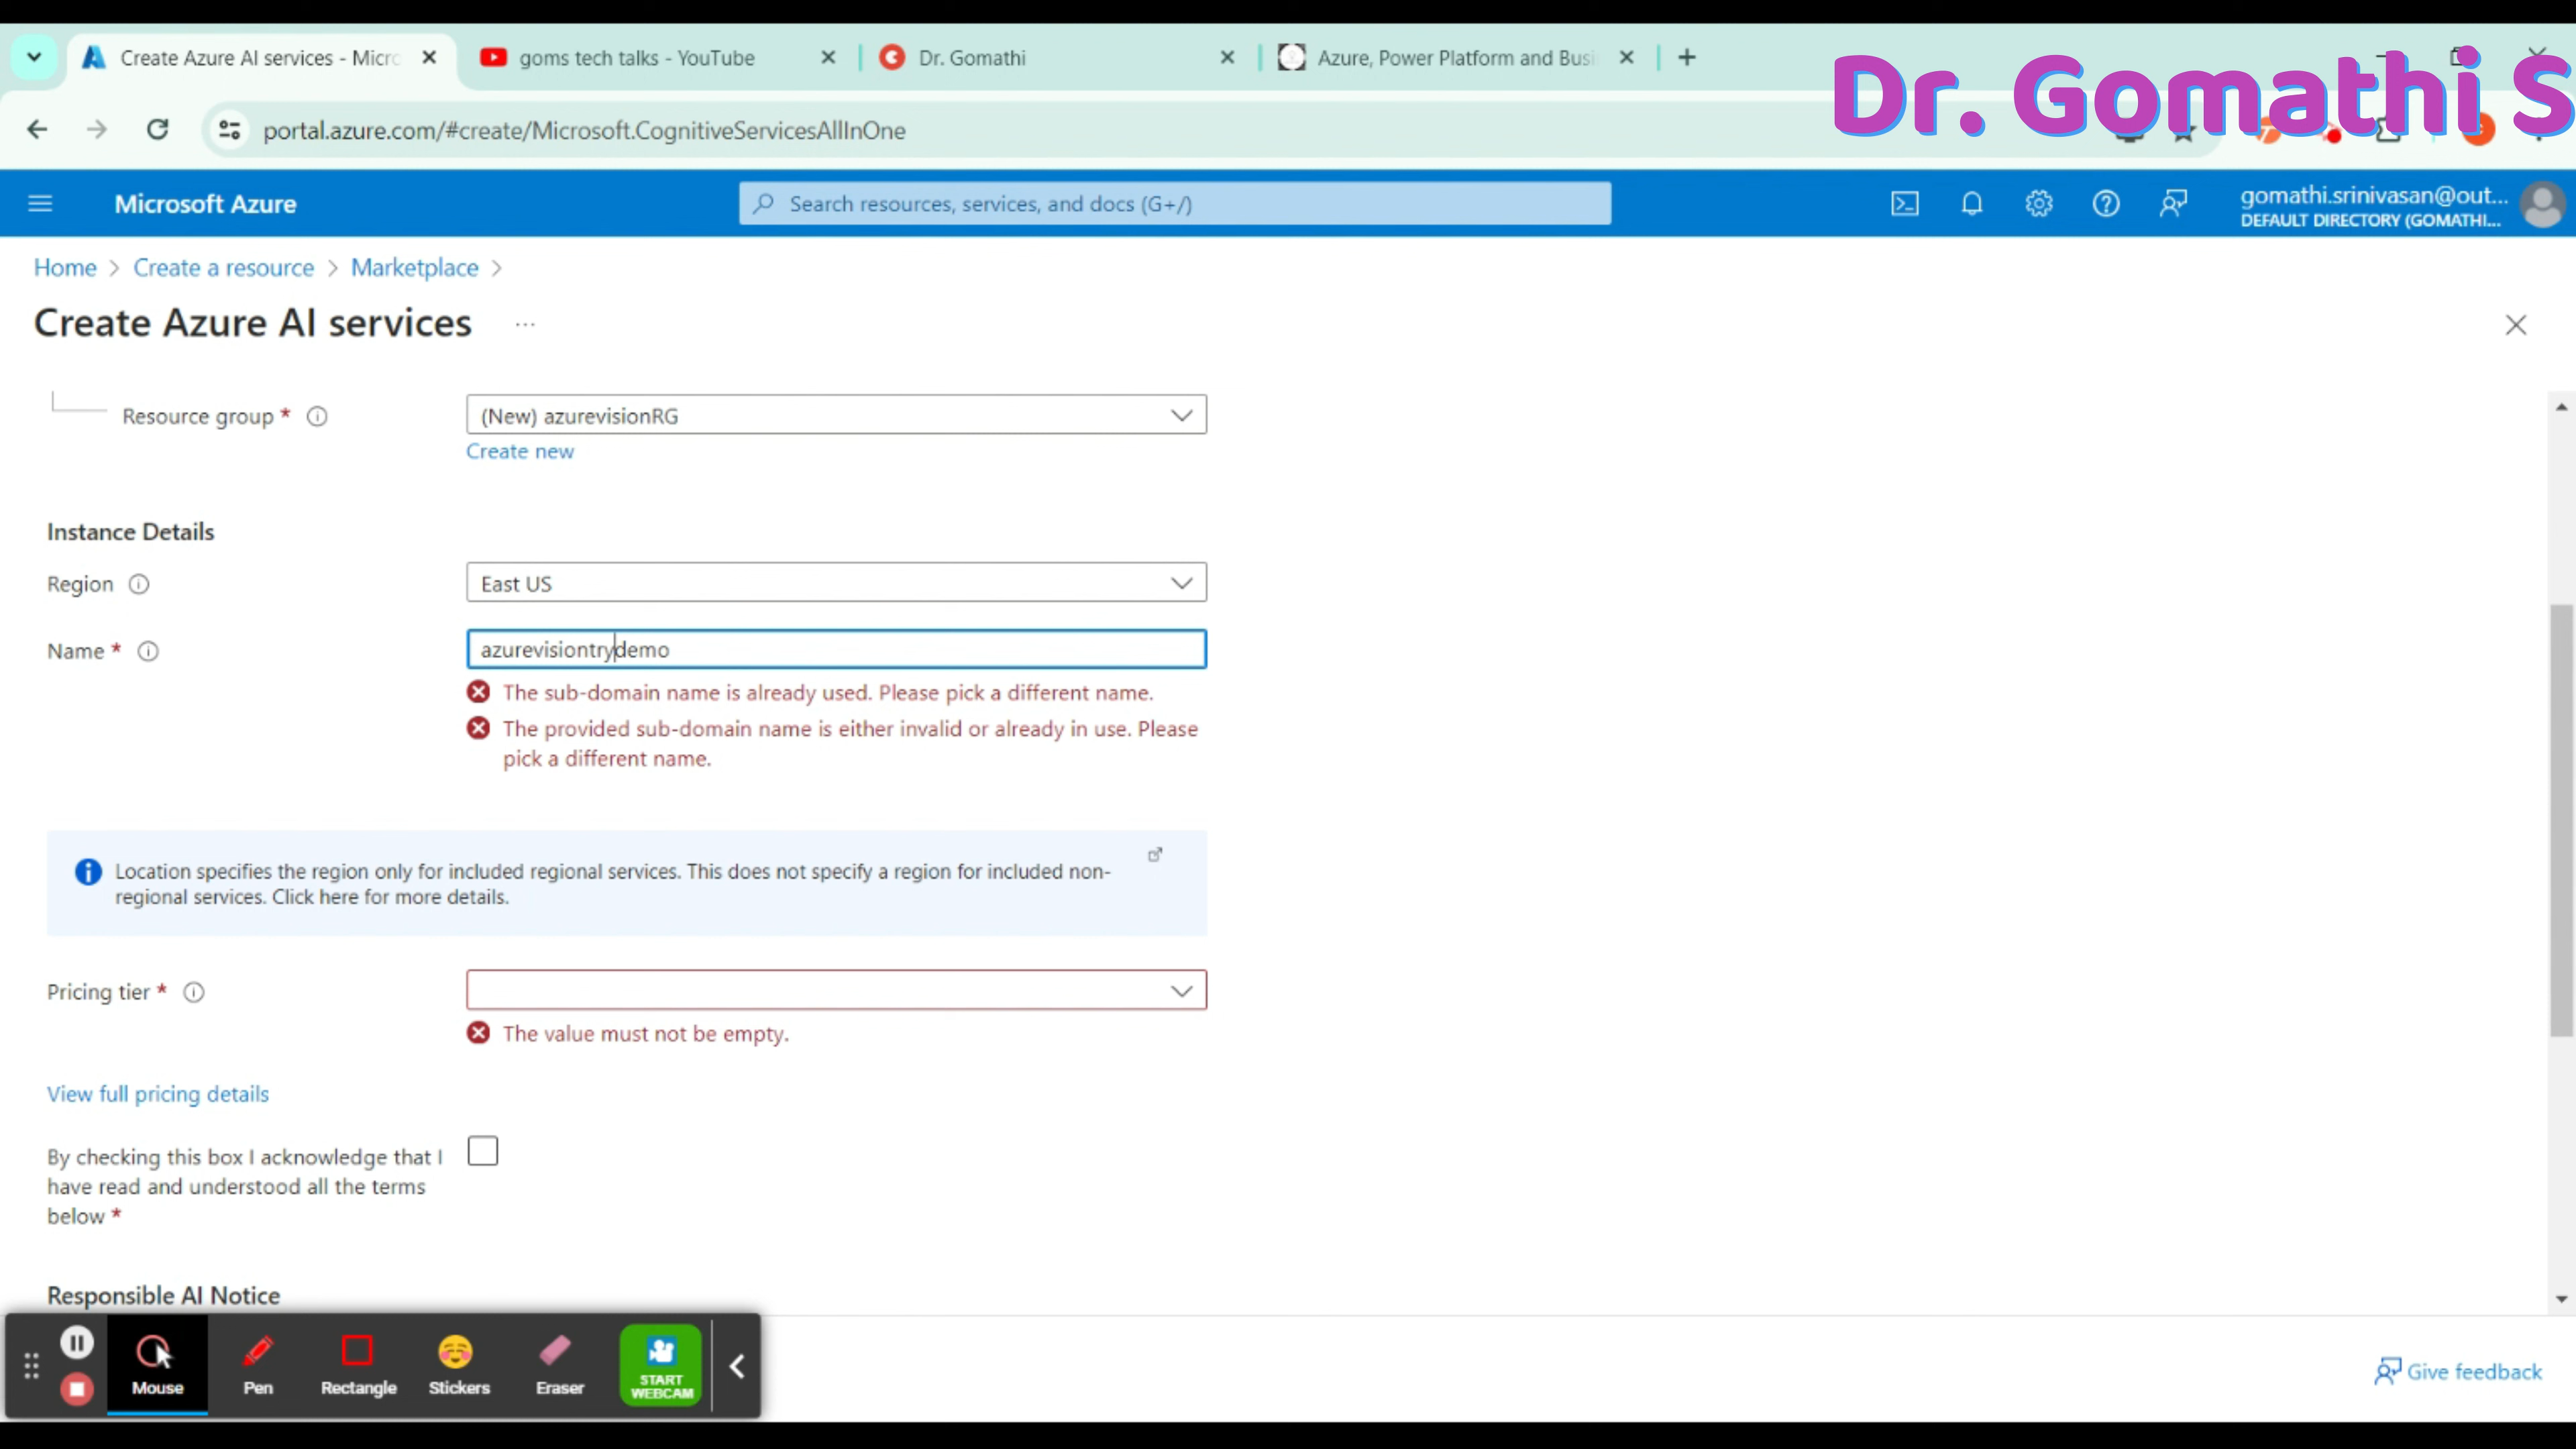 Create Azure AI services - Micro
goms tech talks - YouTube
Dr. Gomathi
Azure, Power Platform and Busi
Dr. Gomathi S
portal.azure.com/#create/Microsoft.CognitiveServicesAllInOne
Microsoft Azure
Search resources, services, and docs (G+/)
gomathi.srinivasan@out...
DEFAULT DIRECTORY (GOMATHI...
Home > Create a resource > Marketplace >
Create Azure AI services ...
Resource group *
(New) azurevisionRG
Create new
Instance Details
Region
East US
Name *
azurevisiontrydemo
The sub-domain name is already used. Please pick a different name.
The provided sub-domain name is either invalid or already in use. Please
pick a different name.
Location specifies the region only for included regional services. This does not specify a region for included non-
regional services. Click here for more details.
Pricing tier *
The value must not be empty.
View full pricing details
By checking this box I acknowledge that I
have read and understood all the terms
below *
Responsible AI Notice
Mouse
Pen
Rectangle
Stickers
Eraser
START
WEBCAM
Give feedback